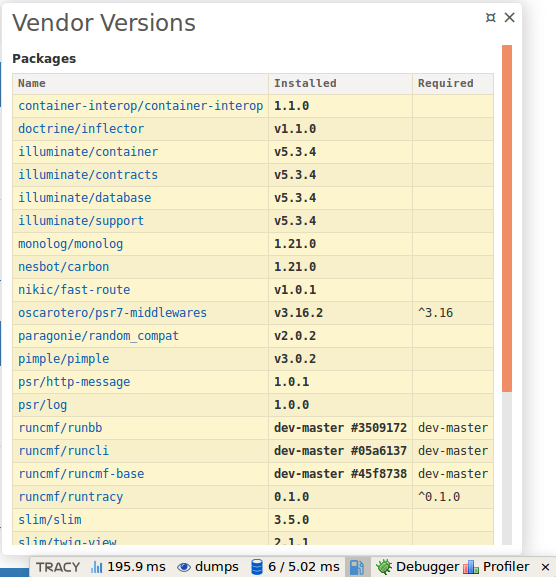 Vendor Versions ¤ ×
Packages
Name Installed Required
container-interop/container-interop 1.1.0
doctrine/inflector v1.1.0
illuminate/container v5.3.4
illuminate/contracts v5.3.4
illuminate/database v5.3.4
illuminate/support v5.3.4
monolog/monolog 1.21.0
nesbot/carbon 1.21.0
nikic/fast-route v1.0.1
oscarotero/psr7-middlewares v3.16.2 ^3.16
paragonie/random_compat v2.0.2
pimple/pimple v3.0.2
psr/http-message 1.0.1
psr/log 1.0.0
runcmf/runbb dev-master #3509172 dev-master
runcmf/runcli dev-master #05a6137 dev-master
runcmf/runcmf-base dev-master #45f8738 dev-master
runcmf/runtracy 0.1.0 ^0.1.0
slim/slim 3.5.0
slim/twig-view 2.1.1
TRACY 195.9 ms dumps 6 / 5.02 ms Debugger Profiler ×